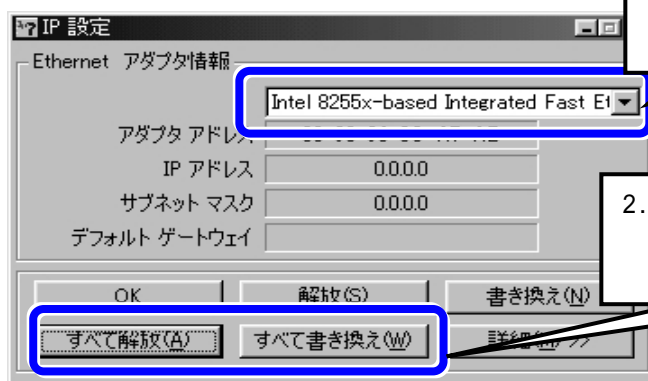 IP 設定
Ethernet アダプタ情報
Intel 8255x-based Integrated Fast Et
アダプタ アドレス
IP アドレス 0.0.0.0
サブネット マスク 0.0.0.0
デフォルト ゲートウェイ
2.
OK 解放(S) 書き換え(N)
すべて解放(A) すべて書き換え(W) 詳細(M) >>